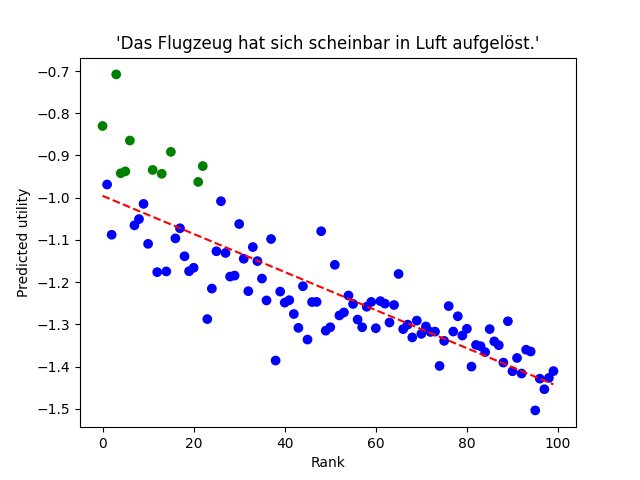 'Das Flugzeug hat sich scheinbar in Luft aufgelöst.'
−0.7
−0.8
−0.9
−1.0
−1.1
−1.2
−1.3
−1.4
−1.5
Predicted utility
0 20 40 60 80 100
Rank